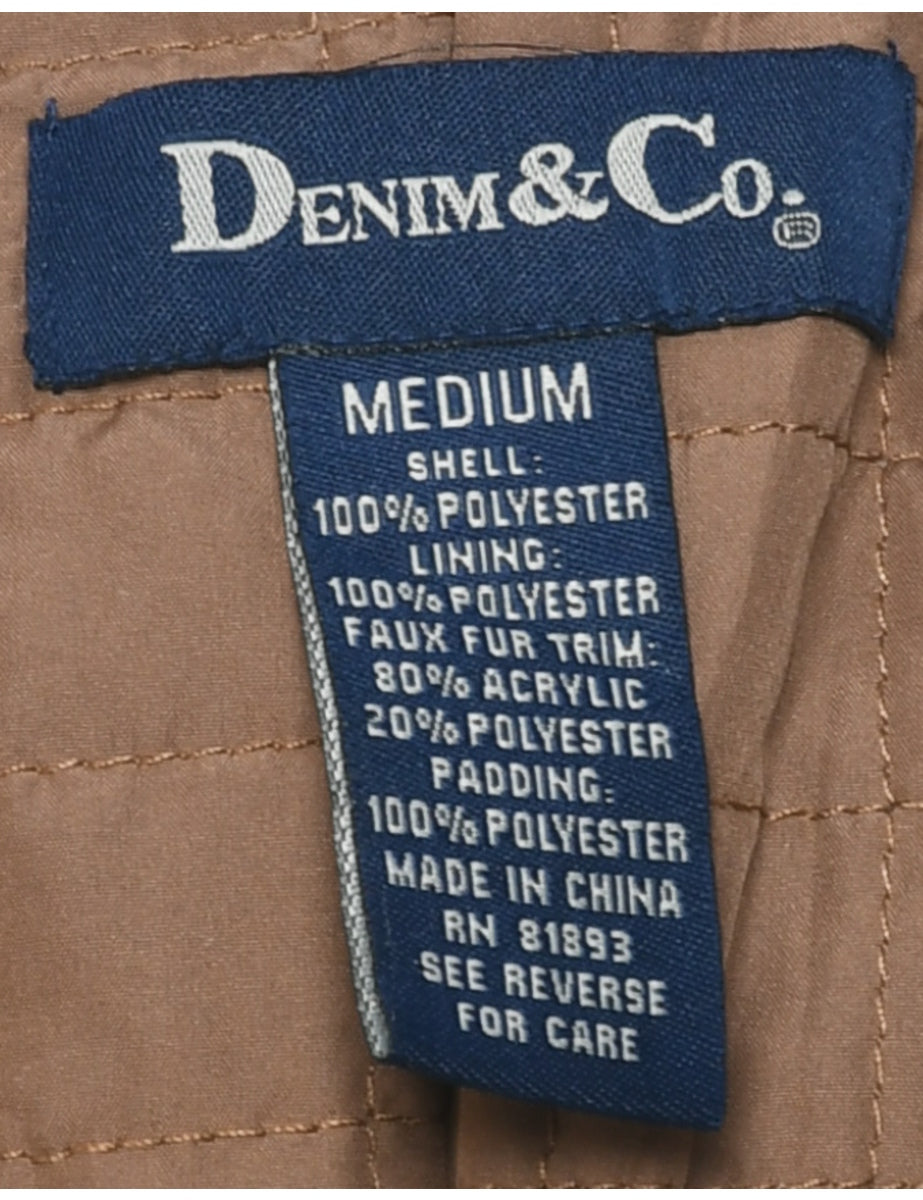 DENIM & CO.
MEDIUM
SHELL:
100% POLYESTER
LINING:
100% POLYESTER
FAUX FUR TRIM:
80% ACRYLIC
20% POLYESTER
PADDING:
100% POLYESTER
MADE IN CHINA
RN 81893
SEE REVERSE
FOR CARE